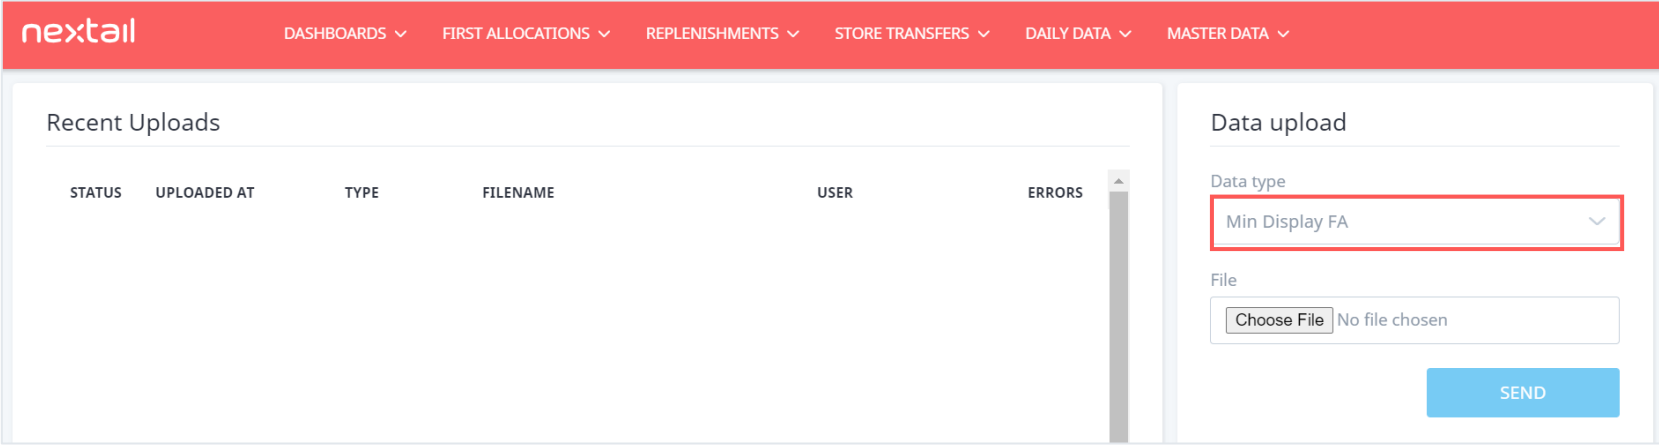 nextail DASHBOARDS FIRST ALLOCATIONS REPLENISHMENTS STORE TRANSFERS DAILY DATA MASTER DATA
Recent Uploads
STATUS UPLOADED AT TYPE FILENAME USER ERRORS
Data upload
Data type
Min Display FA
File
Choose File No file chosen
SEND